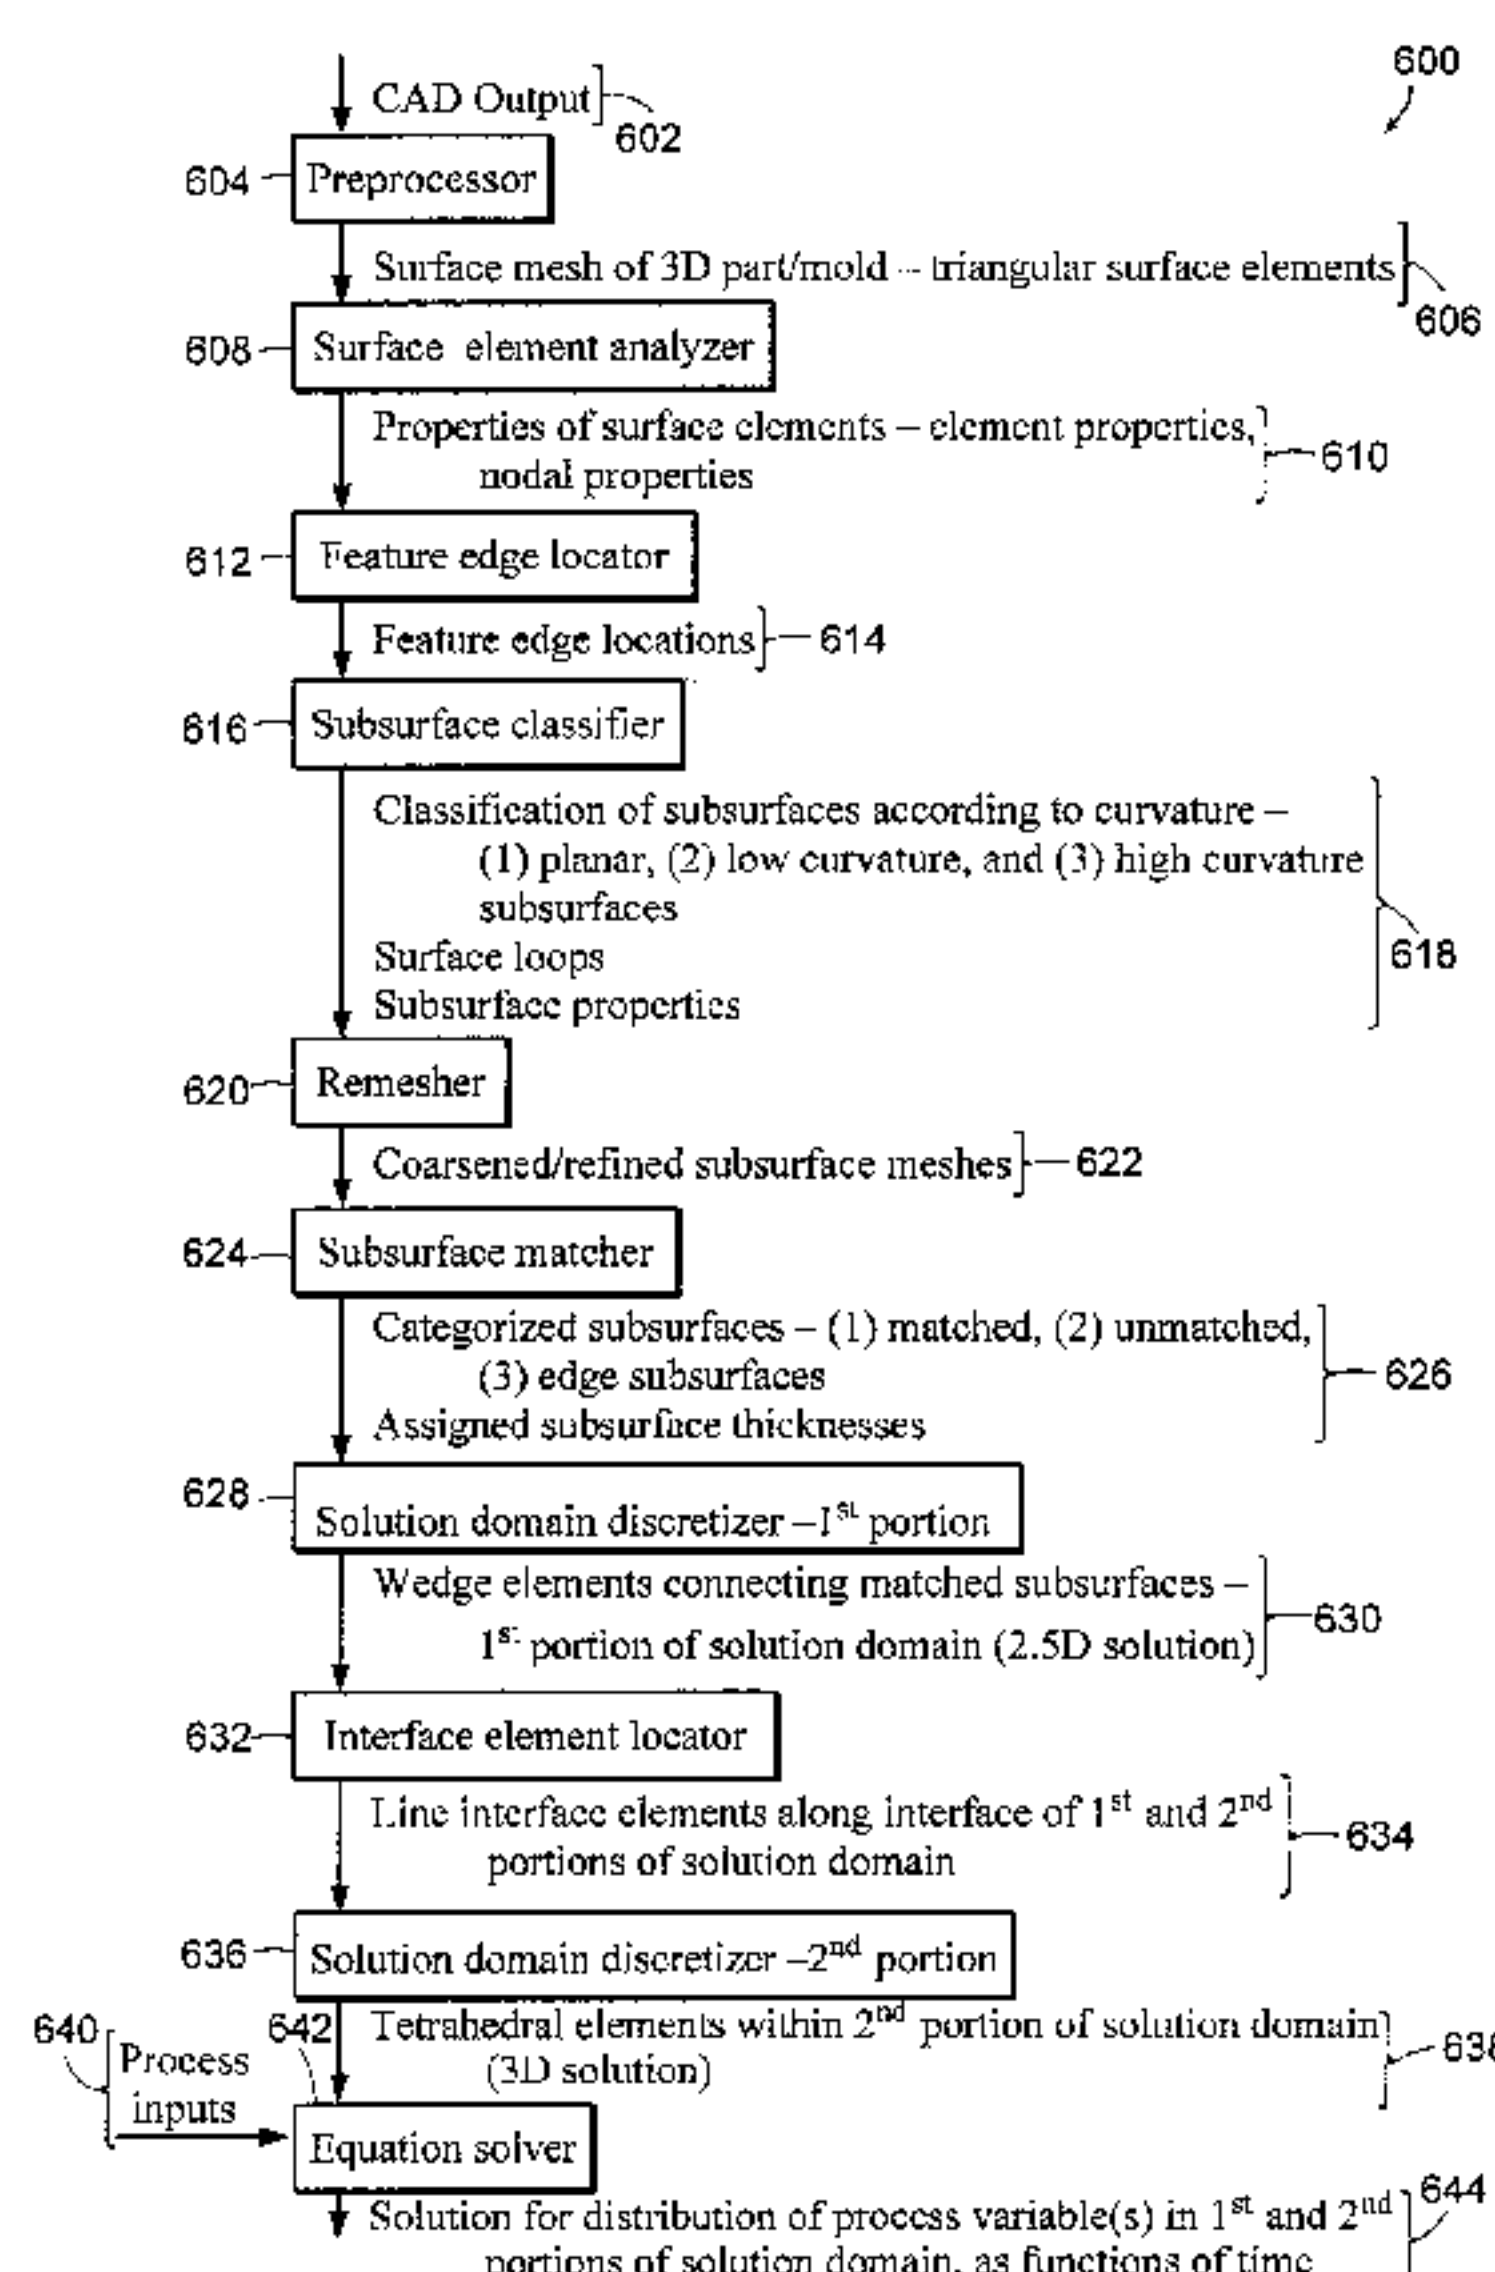 600
CAD Output
602
604
Preprocessor
Surface mesh of 3D part/mold – triangular surface elements
606
608
Surface element analyzer
Properties of surface elements – element properties,
nodal properties
610
612
Feature edge locator
Feature edge locations
614
616
Subsurface classifier
Classification of subsurfaces according to curvature –
(1) planar, (2) low curvature, and (3) high curvature
subsurfaces
Surface loops
Subsurface properties
618
620
Remesher
Coarsened/refined subsurface meshes
622
624
Subsurface matcher
Categorized subsurfaces – (1) matched, (2) unmatched,
(3) edge subsurfaces
Assigned subsurface thicknesses
626
628
Solution domain discretizer –1st portion
Wedge elements connecting matched subsurfaces –
1st portion of solution domain (2.5D solution)
630
632
Interface element locator
Line interface elements along interface of 1st and 2nd
portions of solution domain
634
636
Solution domain discretizer –2nd portion
Tetrahedral elements within 2nd portion of solution domain
(3D solution)
638
640
Process
inputs
642
Equation solver
644
Solution for distribution of process variable(s) in 1st and 2nd
portions of solution domain, as functions of time